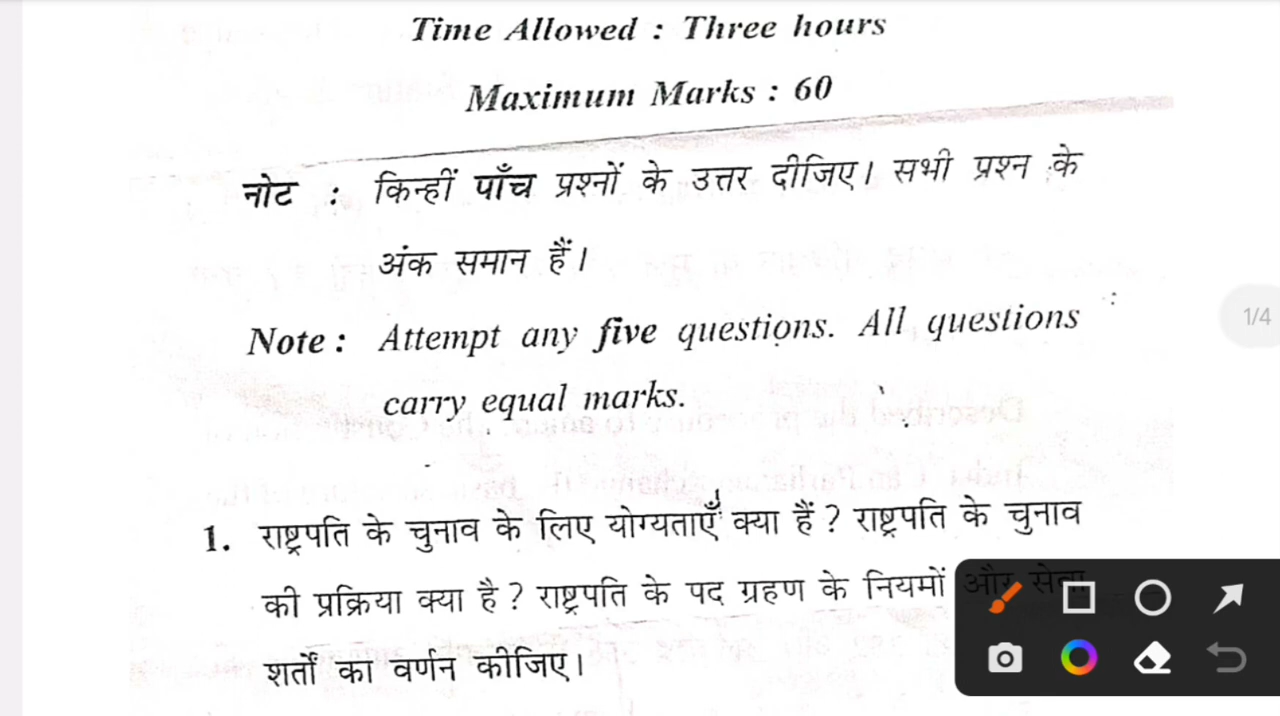 Time Allowed : Three hours
Maximum Marks : 60
नोट : किन्हीं पाँच प्रश्नों के उत्तर दीजिए। सभी प्रश्न के
अंक समान हैं।
Note : Attempt any five questions. All questions
carry equal marks.
1/4
1. राष्ट्रपति के चुनाव के लिए योग्यताएँ क्या हैं ? राष्ट्रपति के चुनाव
की प्रक्रिया क्या है ? राष्ट्रपति के पद ग्रहण के नियमों और सेवा
शर्तों का वर्णन कीजिए।